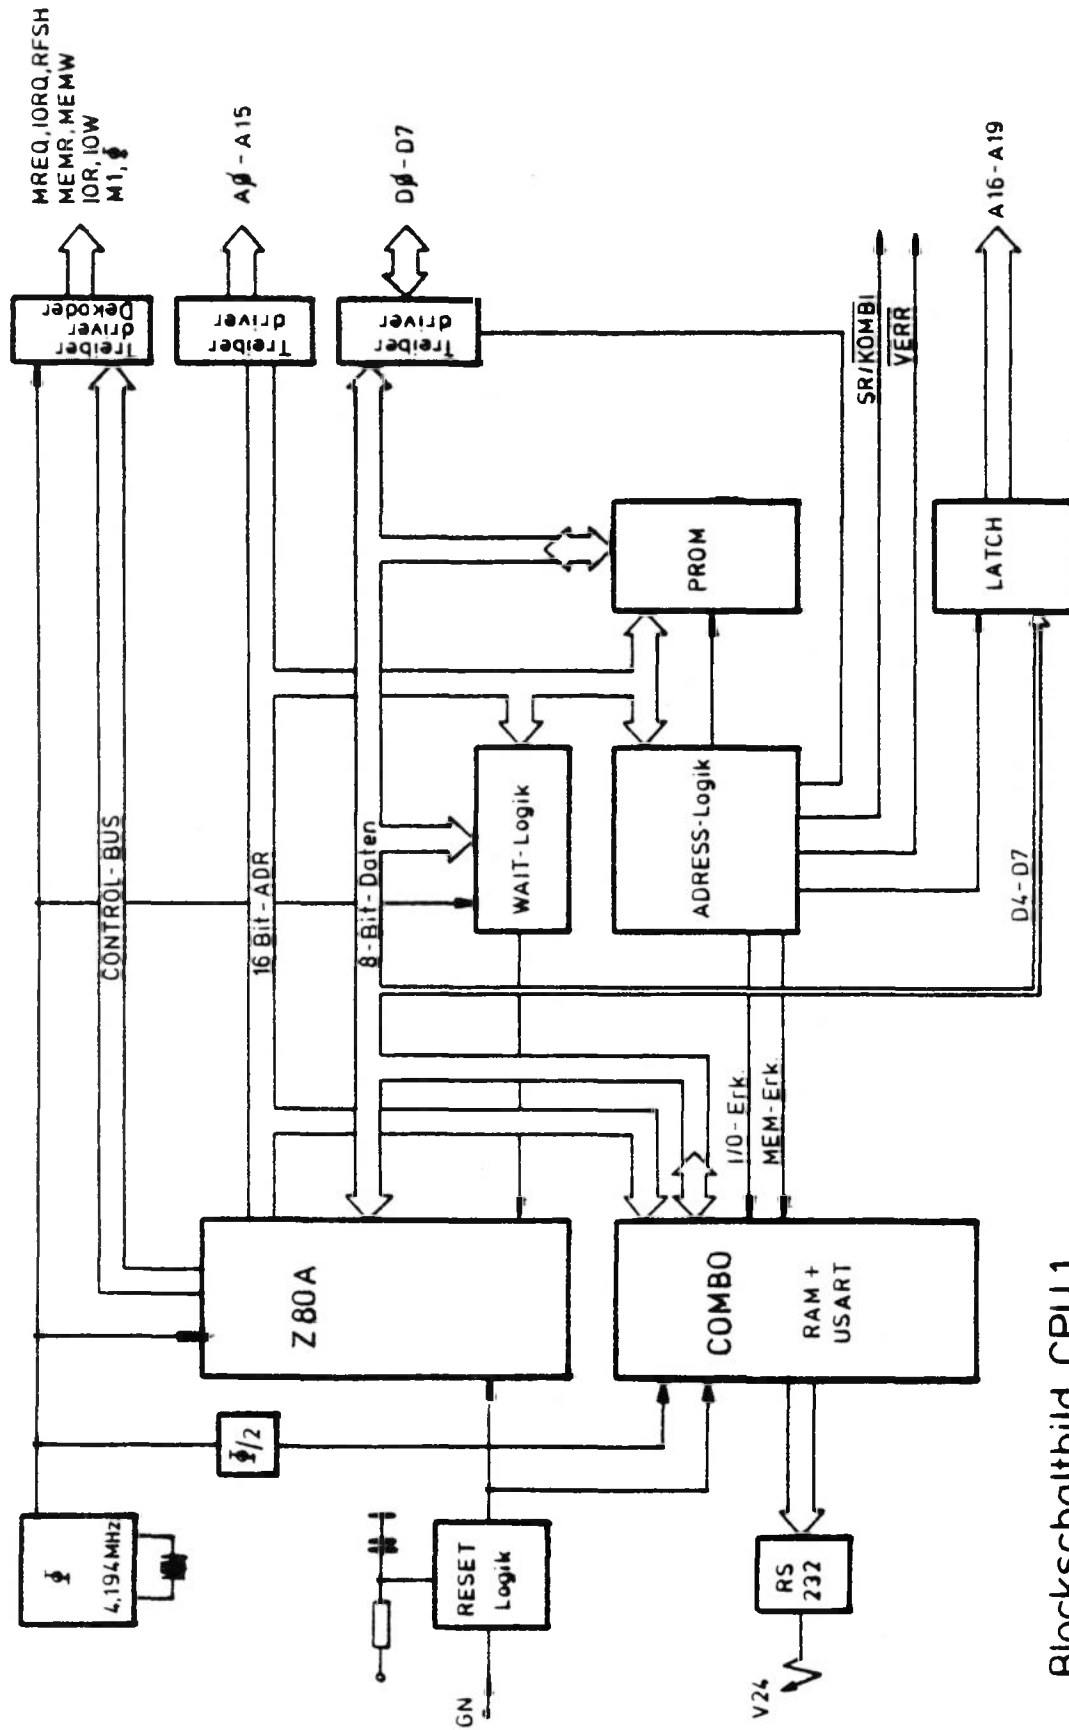 MREQ, IORQ, RFSH
MEMR, MEMW
IOR, IOW
M1, Φ
Treiber
driver
Dekoder
AØ - A15
Treiber
driver
DØ - D7
Treiber
driver
CONTROL-BUS
16 Bit-ADR
8-Bit-Daten
SR/KOMBI
VERR
A16-A19
PROM
LATCH
WAIT-Logik
ADRESS-Logik
D4-D7
I/O-Erk.
MEM-Erk.
Z80A
COMBO
RAM +
USART
Φ/2
Φ
4,194MHz
RESET
Logik
RS
232
GN
V24
Blockschaltbild CPU1